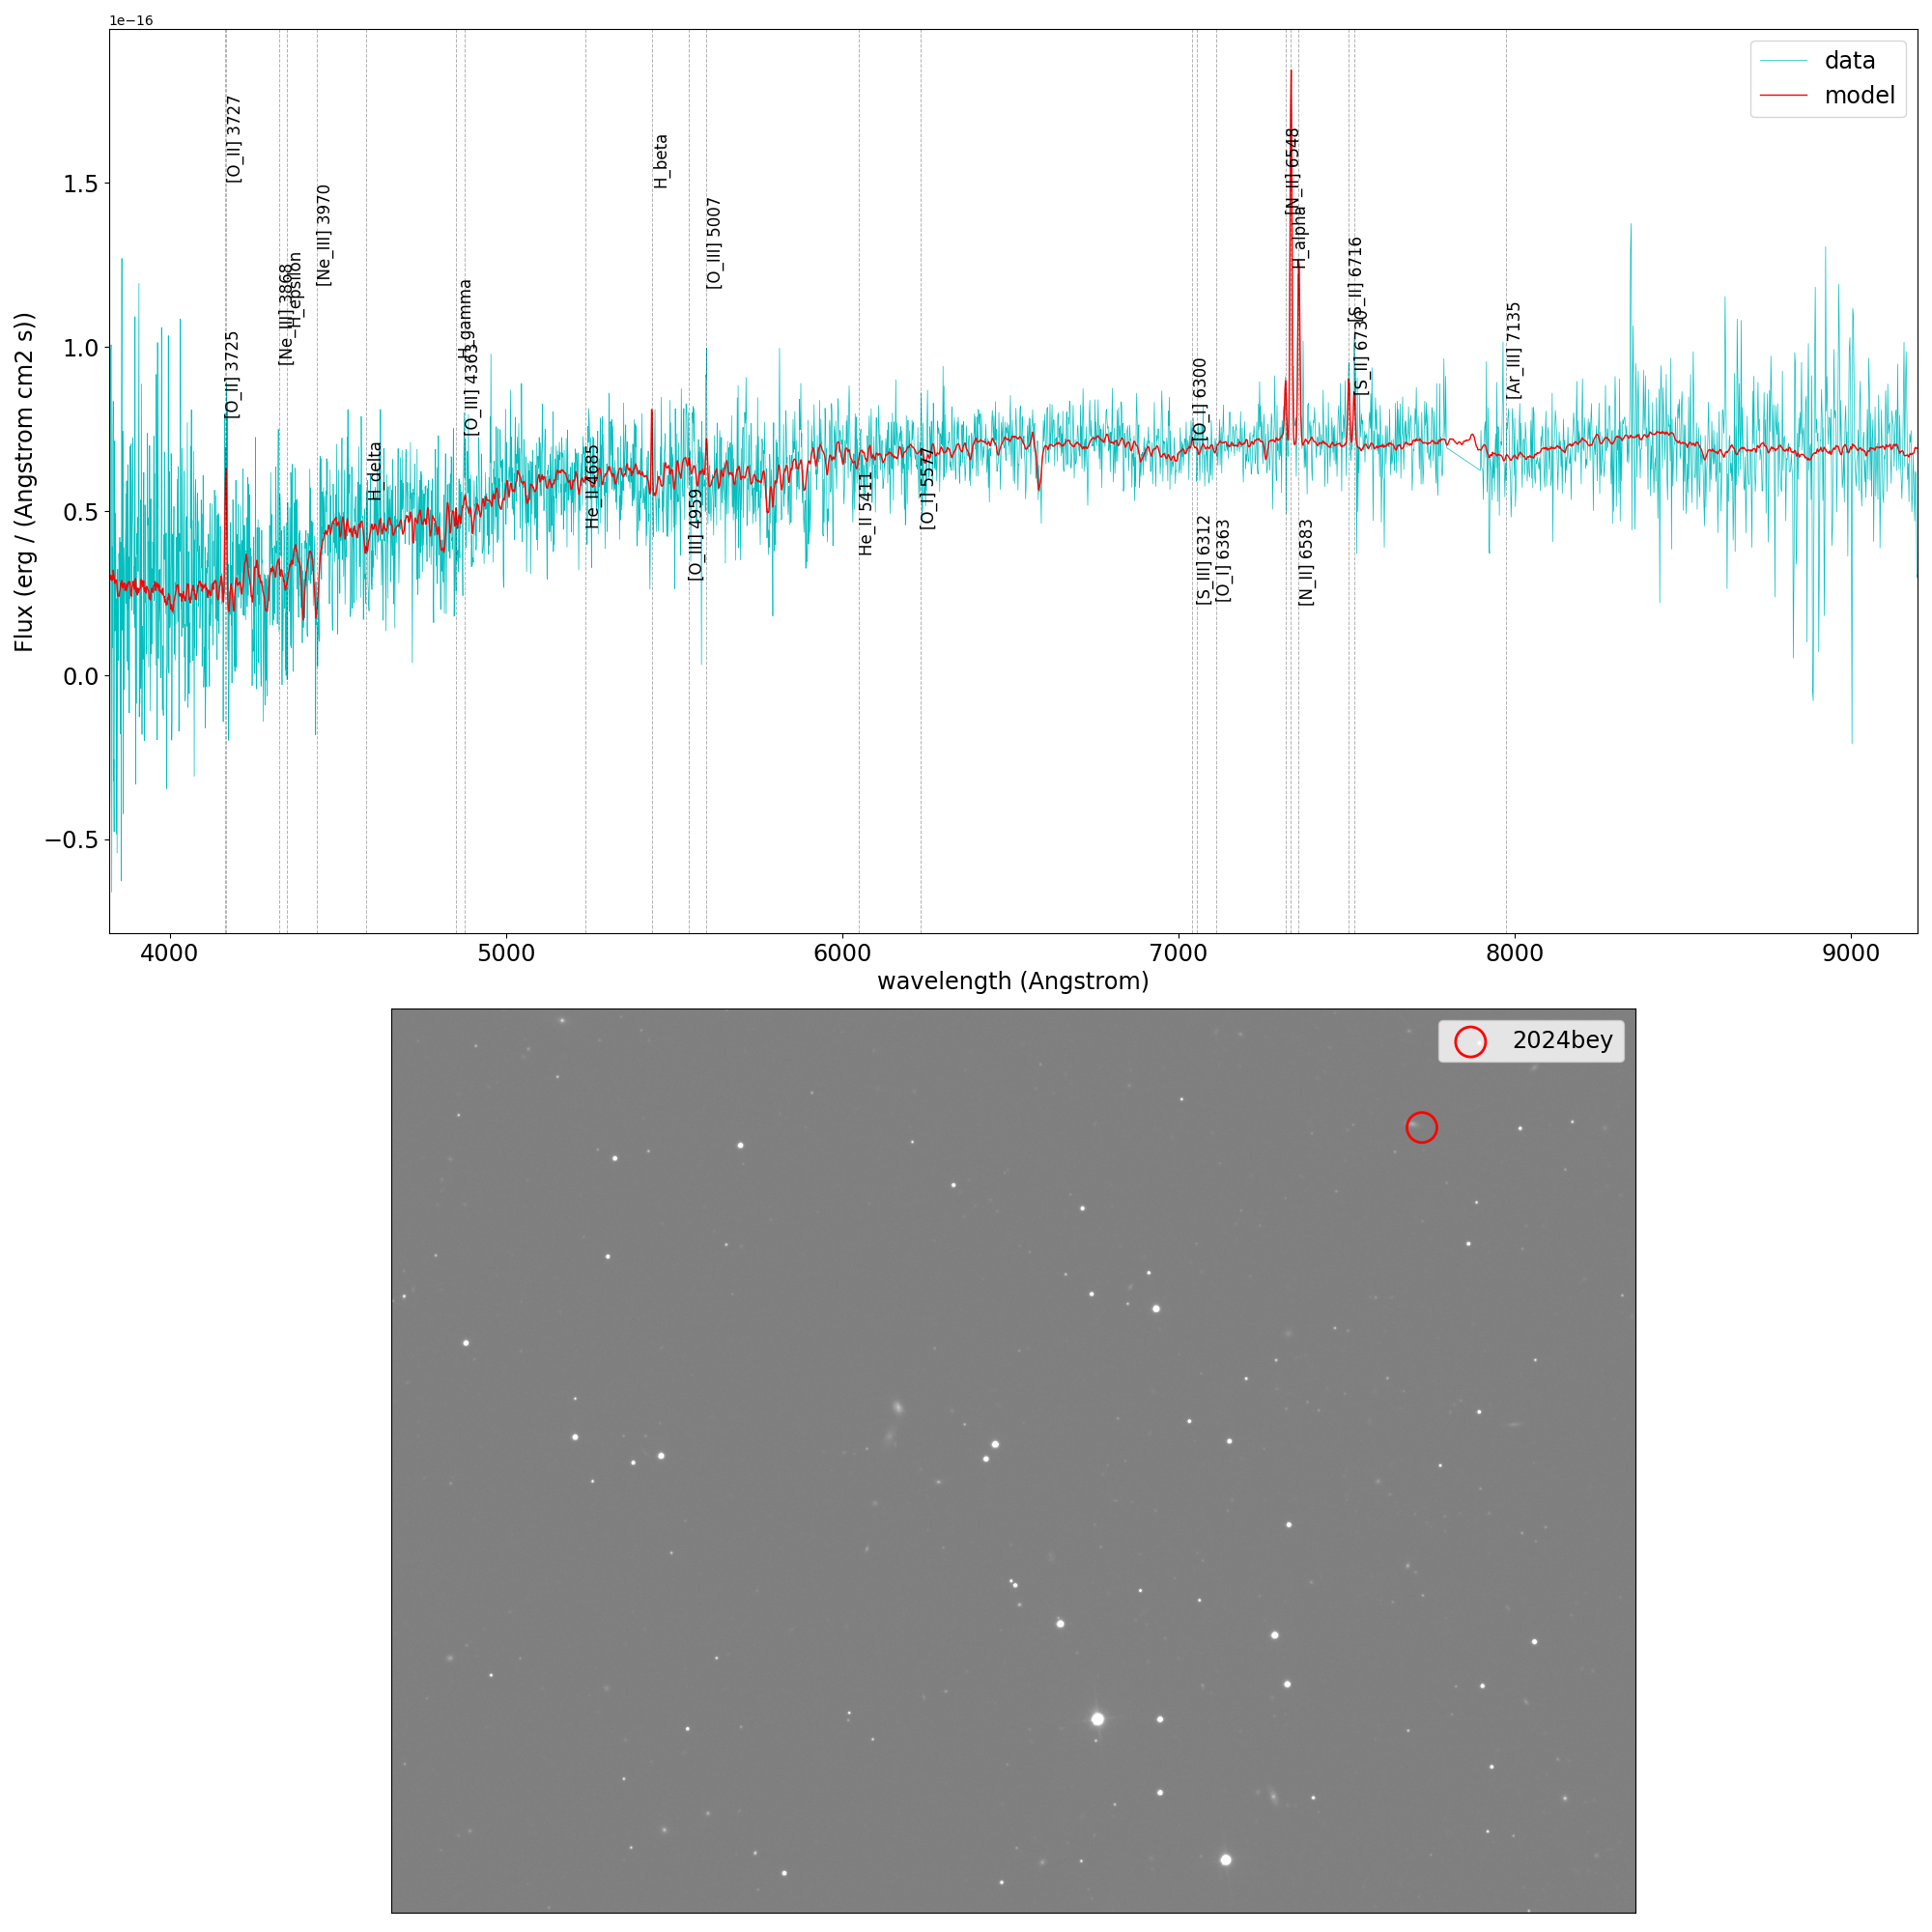 1e−16
data
model
[O_II] 3727
[O_II] 3725
[Ne_III] 3868
H_epsilon
[Ne_III] 3970
H_delta
H_gamma
[O_III] 4363
He_II 4685
H_beta
[O_III] 4959
[O_III] 5007
He_II 5411
[O_I] 5577
[O_I] 6300
[S_III] 6312
[O_I] 6363
[N_II] 6548
H_alpha
[N_II] 6583
[S_II] 6716
[S_II] 6730
[Ar_III] 7135
Flux (erg / (Angstrom cm2 s))
1.5
1.0
0.5
0.0
−0.5
4000 5000 6000 7000 8000 9000
wavelength (Angstrom)
2024bey